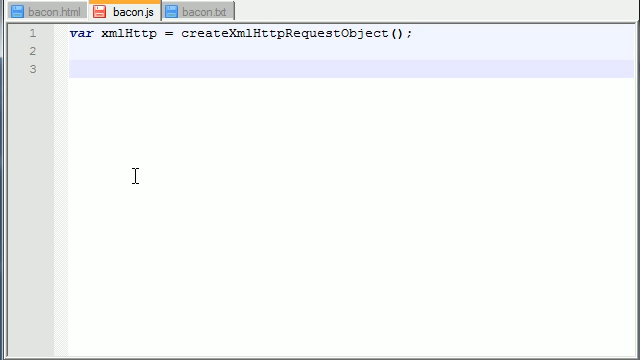 bacon.html bacon.js bacon.txt
1 var xmlHttp = createXmlHttpRequestObject();
2
3